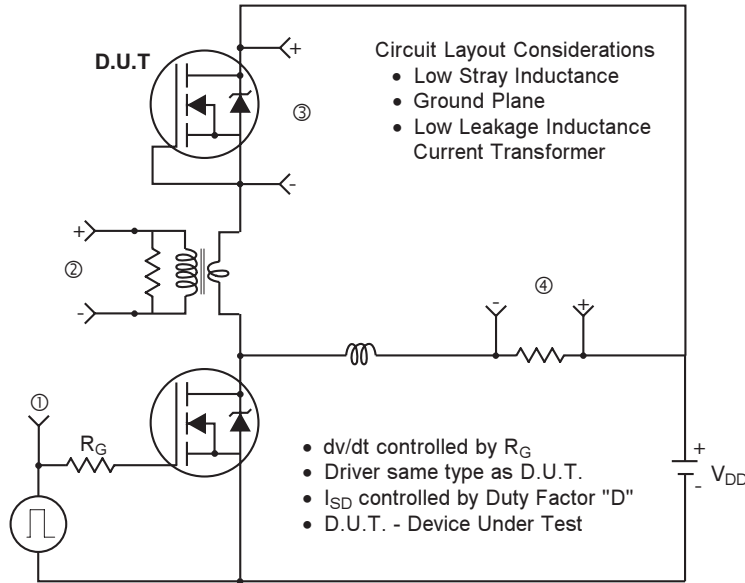 D.U.T
+
③
-
Circuit Layout Considerations
• Low Stray Inductance
• Ground Plane
• Low Leakage Inductance
Current Transformer
+
②
-
④
-
+
①
RG
• dv/dt controlled by RG
• Driver same type as D.U.T.
• ISD controlled by Duty Factor "D"
• D.U.T. - Device Under Test
+
-
VDD